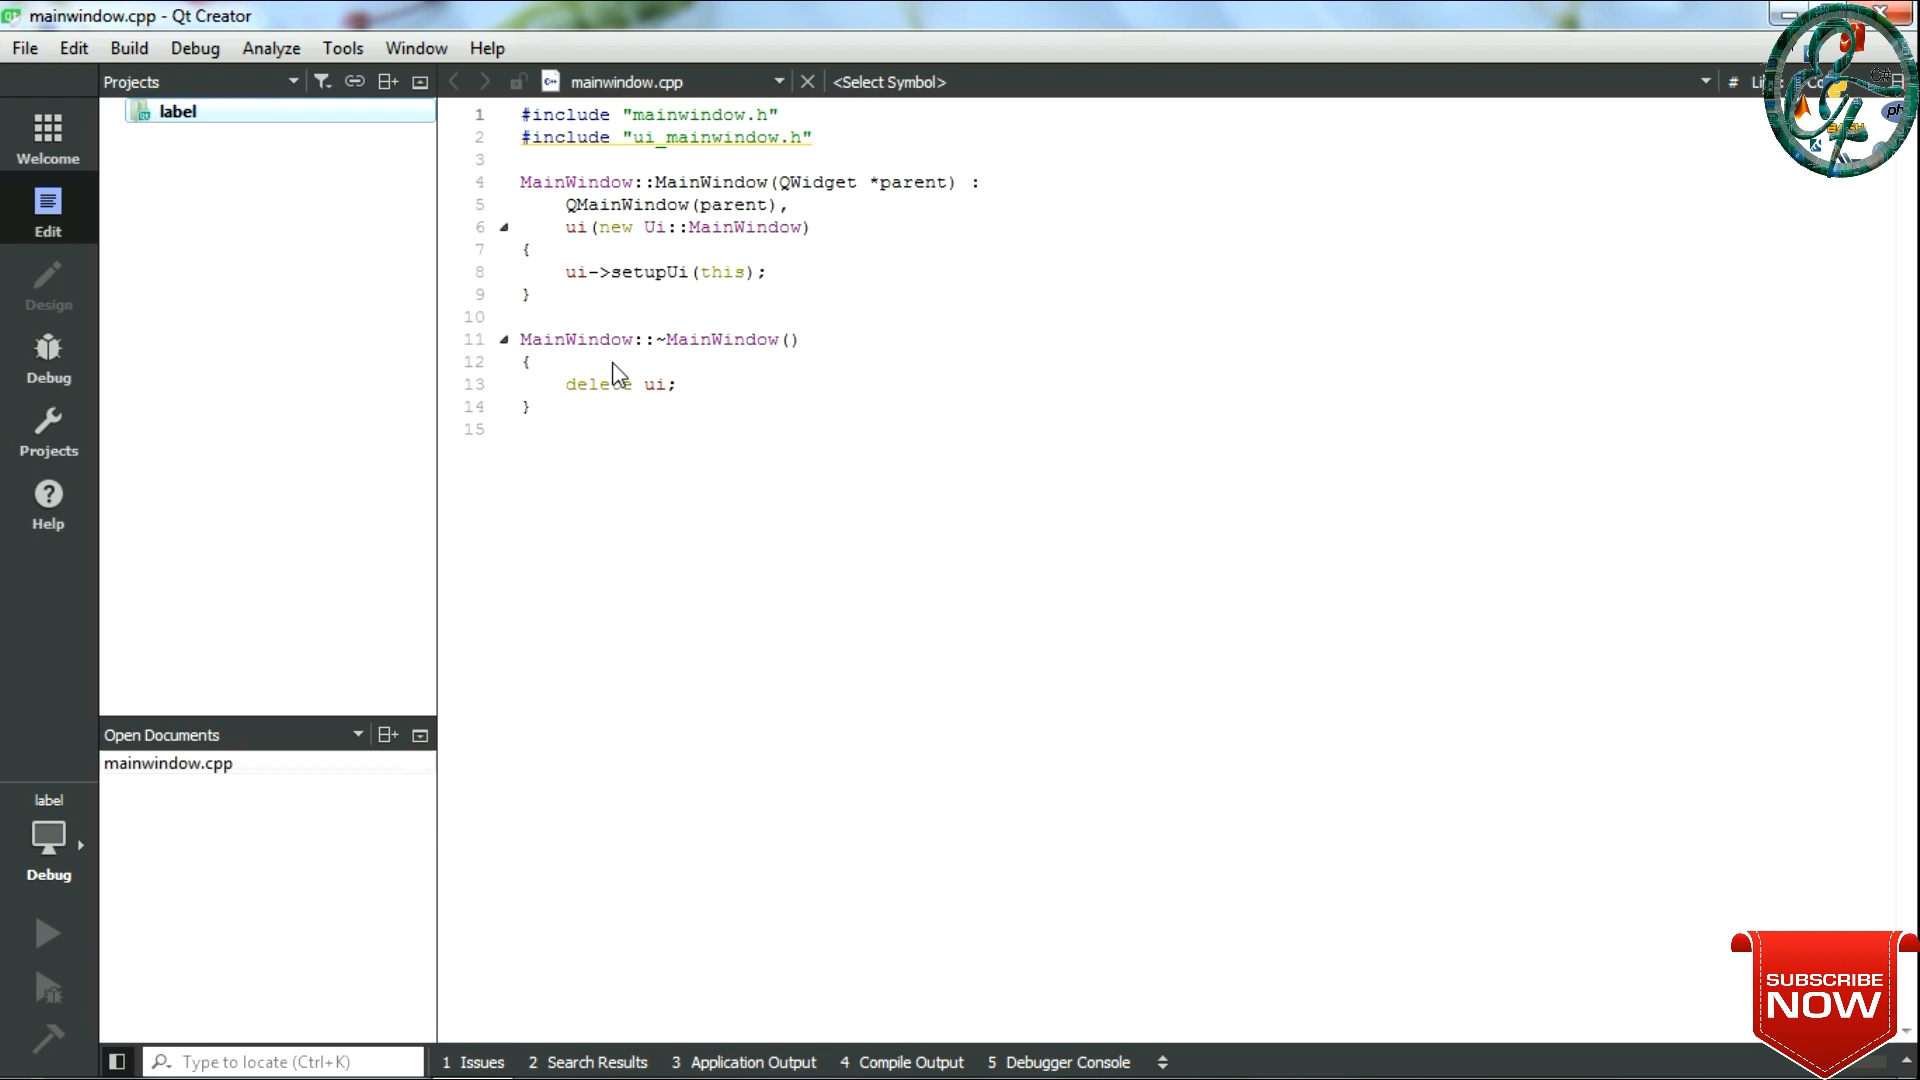 mainwindow.cpp - Qt Creator
File Edit Build Debug Analyze Tools Window Help
Projects
mainwindow.cpp
<Select Symbol>
#
label
Welcome
Edit
Design
Debug
Projects
Help
1 #include "mainwindow.h"
2 #include "ui_mainwindow.h"
3
4 MainWindow::MainWindow(QWidget *parent) :
5 QMainWindow(parent),
6 ui(new Ui::MainWindow)
7 {
8 ui->setupUi(this);
9 }
10
11 MainWindow::~MainWindow()
12 {
13 delete ui;
14 }
15
Open Documents
mainwindow.cpp
label
Debug
SUBSCRIBE
NOW
Type to locate (Ctrl+K)
1 Issues 2 Search Results 3 Application Output 4 Compile Output 5 Debugger Console